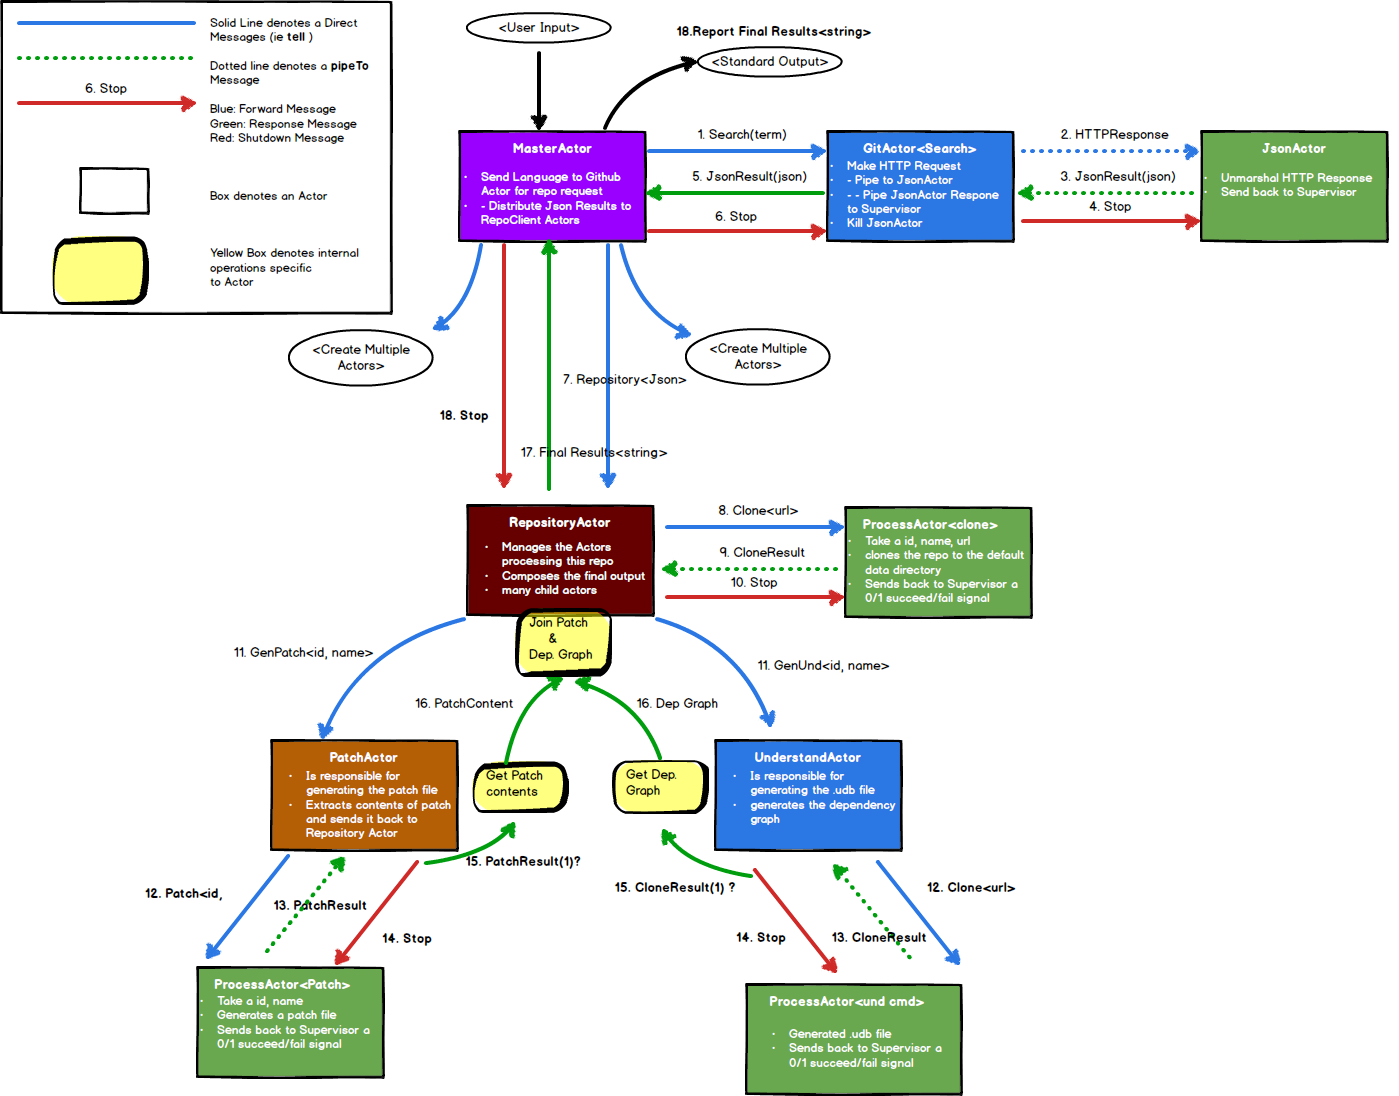 Solid Line denotes a Direct
Messages (ie tell )
Dotted line denotes a pipeTo
Message
6. Stop
Blue: Forward Message
Green: Response Message
Red: Shutdown Message
Box denotes an Actor
Yellow Box denotes internal
operations specific
to Actor
<User Input>
18.Report Final Results<string>
<Standard Output>
MasterActor
· Send Language to Github
Actor for repo request
· - Distribute Json Results to
RepoClient Actors
1. Search(term)
5. JsonResult(json)
6. Stop
GitActor<Search>
· Make HTTP Request
· - Pipe to JsonActor
· - - Pipe JsonActor Respone
to Supervisor
· Kill JsonActor
2. HTTPResponse
3. JsonResult(json)
4. Stop
JsonActor
· Unmarshal HTTP Response
· Send back to Supervisor
<Create Multiple
Actors>
<Create Multiple
Actors>
7. Repository<Json>
18. Stop
17. Final Results<string>
RepositoryActor
· Manages the Actors
processing this repo
· Composes the final output
· many child actors
8. Clone<url>
9. CloneResult
10. Stop
ProcessActor<clone>
· Take a id, name, url
· clones the repo to the default
data directory
· Sends back to Supervisor a
0/1 succeed/fail signal
Join Patch
&
Dep. Graph
11. GenPatch<id, name>
11. GenUnd<id, name>
16. PatchContent
16. Dep Graph
PatchActor
· Is responsible for
generating the patch file
· Extracts contents of patch
and sends it back to
Repository Actor
Get Patch
contents
Get Dep.
Graph
UnderstandActor
· Is responsible for
generating the .udb file
· generates the dependency
graph
15. PatchResult(1)?
15. CloneResult(1) ?
12. Patch<id,
13. PatchResult
14. Stop
12. Clone<url>
14. Stop
13. CloneResult
ProcessActor<Patch>
· Take a id, name
· Generates a patch file
· Sends back to Supervisor a
0/1 succeed/fail signal
ProcessActor<und cmd>
· Generated .udb file
· Sends back to Supervisor a
0/1 succeed/fail signal